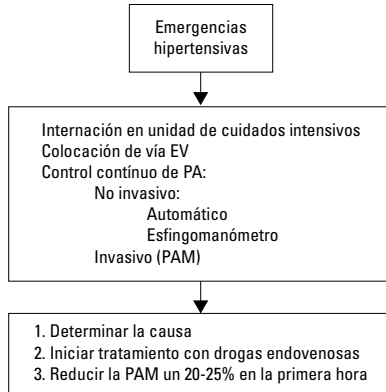 Emergencias
hipertensivas
Internación en unidad de cuidados intensivos
Colocación de vía EV
Control contínuo de PA:
No invasivo:
Automático
Esfingomanómetro
Invasivo (PAM)
1. Determinar la causa
2. Iniciar tratamiento con drogas endovenosas
3. Reducir la PAM un 20-25% en la primera hora